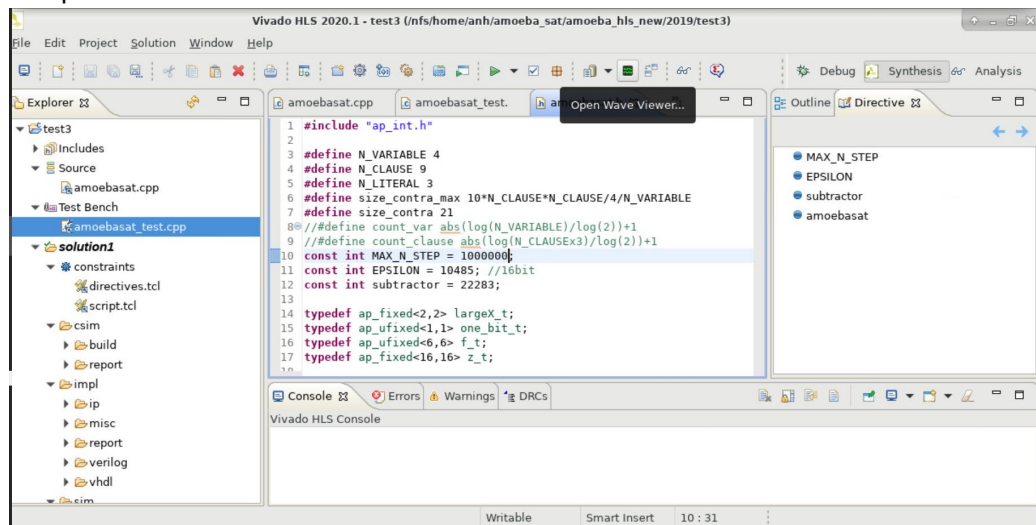 Vivado HLS 2020.1 - test3 (/nfs/home/anh/amoeba_sat/amoeba_hls_new/2019/test3)
File Edit Project Solution Window Help
Debug Synthesis Analysis
Explorer
test3
Includes
Source
amoebasat.cpp
Test Bench
amoebasat_test.cpp
solution1
constraints
directives.tcl
script.tcl
csim
build
report
impl
ip
misc
report
verilog
vhdl
sim
amoebasat.cpp amoebasat_test.
Open Wave Viewer...
1 #include "ap_int.h"
2
3 #define N_VARIABLE 4
4 #define N_CLAUSE 9
5 #define N_LITERAL 3
6 #define size_contra_max 10*N_CLAUSE*N_CLAUSE/4/N_VARIABLE
7 #define size_contra 21
8 //#define count_var abs(log(N_VARIABLE)/log(2))+1
9 //#define count_clause abs(log(N_CLAUSEx3)/log(2))+1
10 const int MAX_N_STEP = 1000000;
11 const int EPSILON = 10485; //16bit
12 const int subtractor = 22283;
13
14 typedef ap_fixed<2,2> largeX_t;
15 typedef ap_ufixed<1,1> one_bit_t;
16 typedef ap_ufixed<6,6> f_t;
17 typedef ap_fixed<16,16> z_t;
18
Outline Directive
MAX_N_STEP
EPSILON
subtractor
amoebasat
Console Errors Warnings DRCs
Vivado HLS Console
Writable Smart Insert 10 : 31